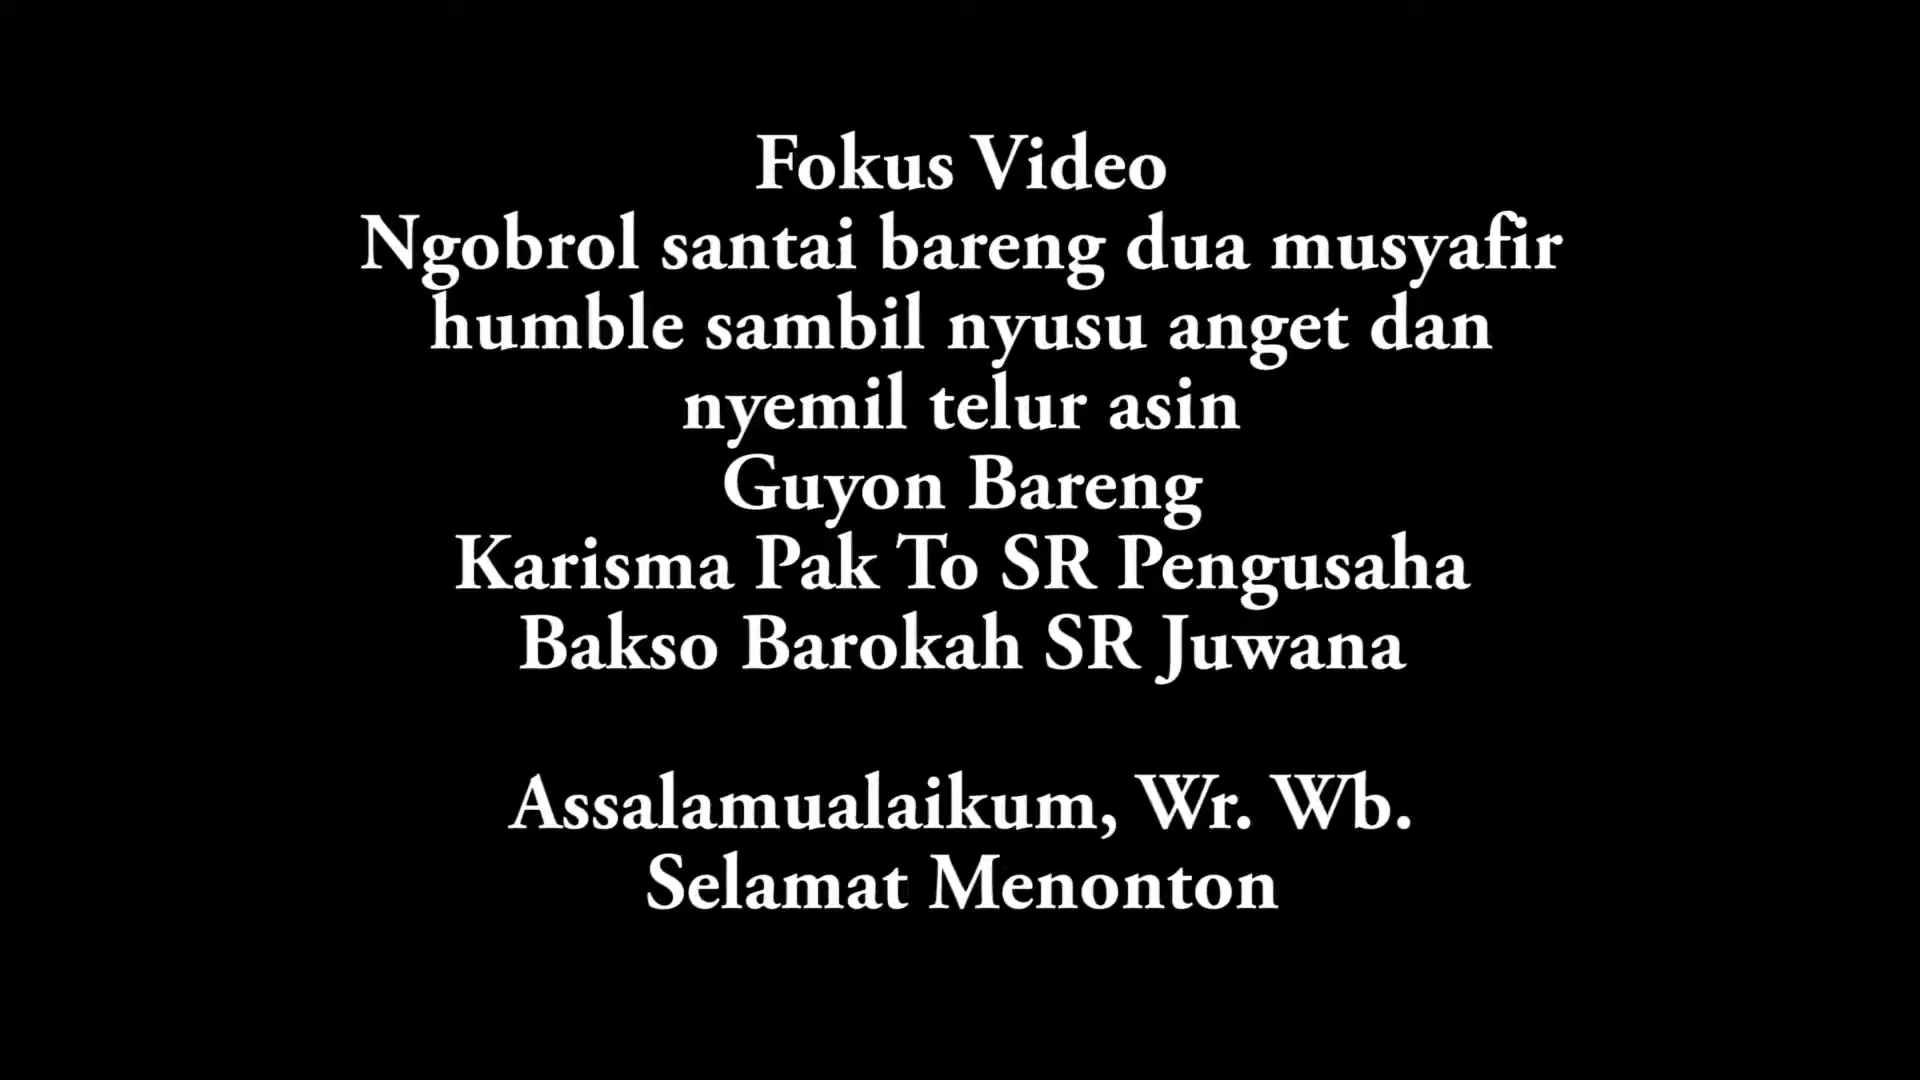 Fokus Video
Ngobrol santai bareng dua musyafir
humble sambil nyusu anget dan
nyemil telur asin
Guyon Bareng
Karisma Pak To SR Pengusaha
Bakso Barokah SR Juwana
Assalamualaikum, Wr. Wb.
Selamat Menonton